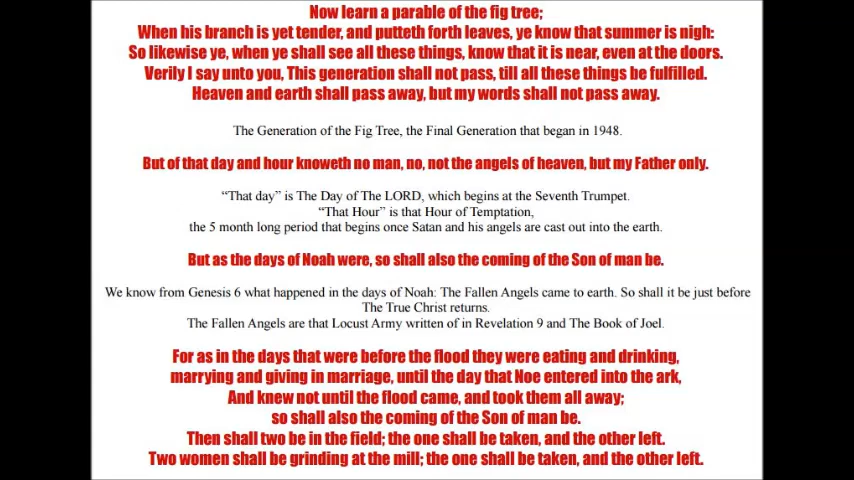 Now learn a parable of the fig tree;
When his branch is yet tender, and putteth forth leaves, ye know that summer is nigh:
So likewise ye, when ye shall see all these things, know that it is near, even at the doors.
Verily I say unto you, This generation shall not pass, till all these things be fulfilled.
Heaven and earth shall pass away, but my words shall not pass away.
The Generation of the Fig Tree, the Final Generation that began in 1948.
But of that day and hour knoweth no man, no, not the angels of heaven, but my Father only.
“That day” is The Day of The LORD, which begins at the Seventh Trumpet.
“That Hour” is that Hour of Temptation,
the 5 month long period that begins once Satan and his angels are cast out into the earth.
But as the days of Noah were, so shall also the coming of the Son of man be.
We know from Genesis 6 what happened in the days of Noah: The Fallen Angels came to earth. So shall it be just before
The True Christ returns.
The Fallen Angels are that Locust Army written of in Revelation 9 and The Book of Joel.
For as in the days that were before the flood they were eating and drinking,
marrying and giving in marriage, until the day that Noe entered into the ark,
And knew not until the flood came, and took them all away;
so shall also the coming of the Son of man be.
Then shall two be in the field; the one shall be taken, and the other left.
Two women shall be grinding at the mill; the one shall be taken, and the other left.